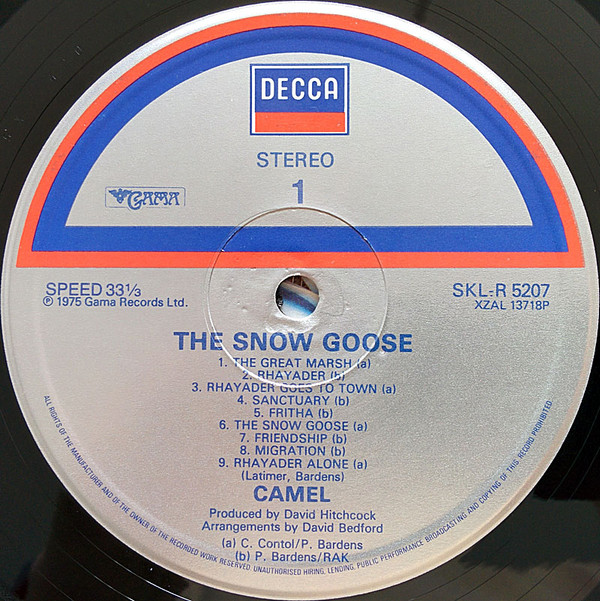 DECCA
STEREO
GAMA
1
SPEED 33 1/3
℗ 1975 Gama Records Ltd.
SKL-R 5207
XZAL 13718P
THE SNOW GOOSE
1. THE GREAT MARSH (a)
2. RHAYADER (b)
3. RHAYADER GOES TO TOWN (a)
4. SANCTUARY (b)
5. FRITHA (b)
6. THE SNOW GOOSE (a)
7. FRIENDSHIP (b)
8. MIGRATION (b)
9. RHAYADER ALONE (a)
(Latimer, Bardens)
CAMEL
Produced by David Hitchcock
Arrangements by David Bedford
(a) C. Contol/P. Bardens
(b) P. Bardens/RAK
ALL RIGHTS OF THE MANUFACTURER AND OF THE OWNER OF THE RECORDED WORK RESERVED. UNAUTHORISED HIRING, LENDING, PUBLIC PERFORMANCE BROADCASTING AND COPYING OF THIS RECORD PROHIBITED.